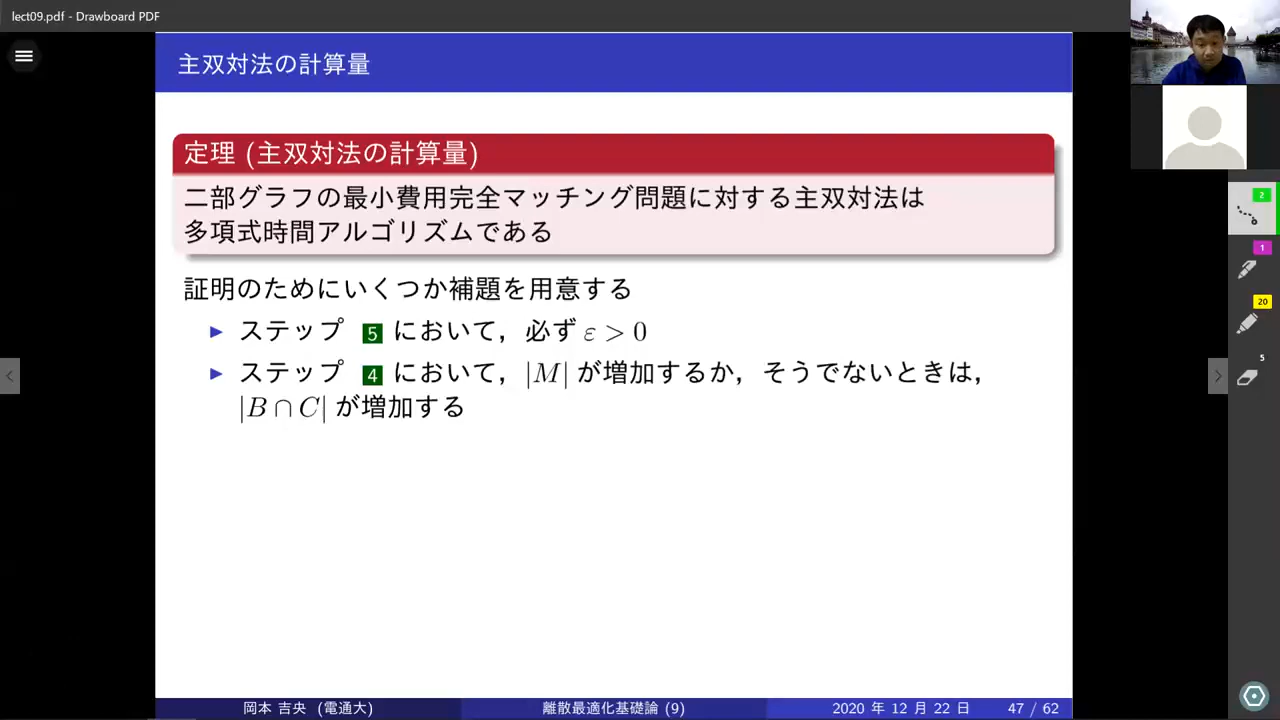 lect09.pdf - Drawboard PDF
主双対法の計算量
定理 (主双対法の計算量)
二部グラフの最小費用完全マッチング問題に対する主双対法は
多項式時間アルゴリズムである
証明のためにいくつか補題を用意する
▶ ステップ 5 において，必ず ε > 0
▶ ステップ 4 において，|M| が増加するか，そうでないときは，
|B ∩ C| が増加する
2
1
20
5
岡本 吉央 (電通大) 離散最適化基礎論 (9) 2020 年 12 月 22 日 47 / 62